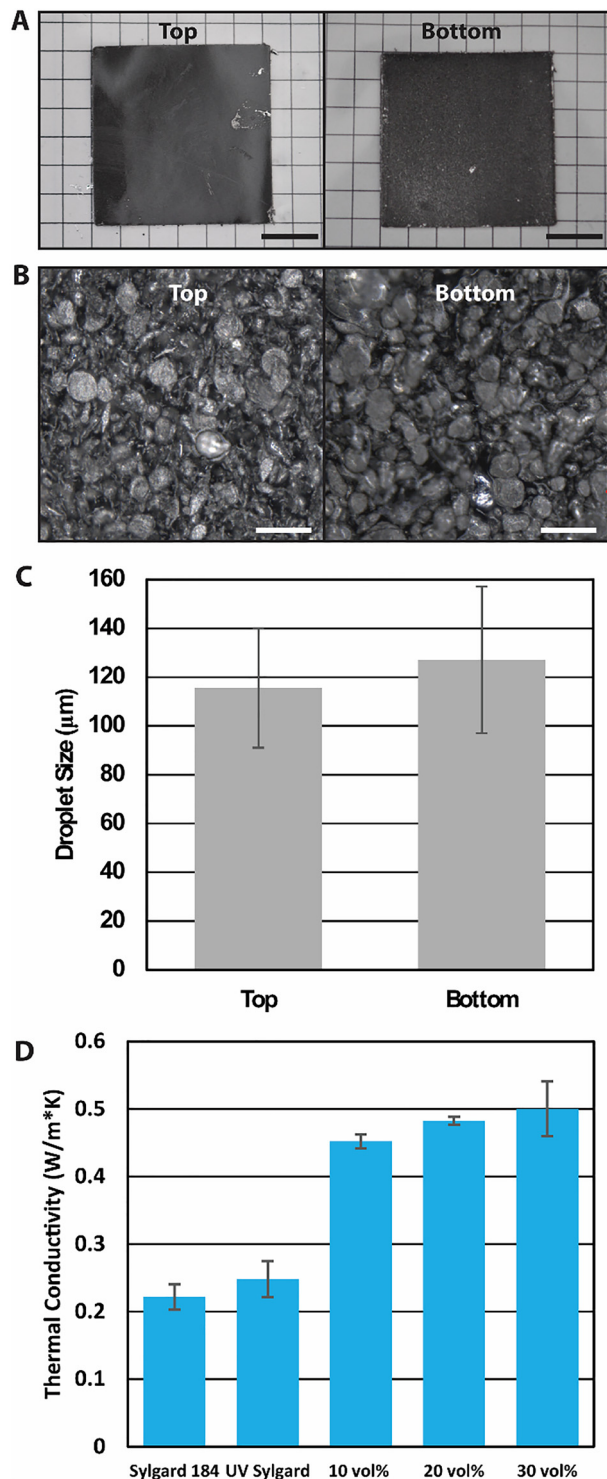 A
Top
Bottom
B
Top
Bottom
C
160
140
120
100
80
60
40
20
0
Droplet Size (μm)
Top
Bottom
D
0.6
0.5
0.4
0.3
0.2
0.1
0
Thermal Conductivity (W/m*K)
Sylgard 184 UV Sylgard 10 vol% 20 vol% 30 vol%